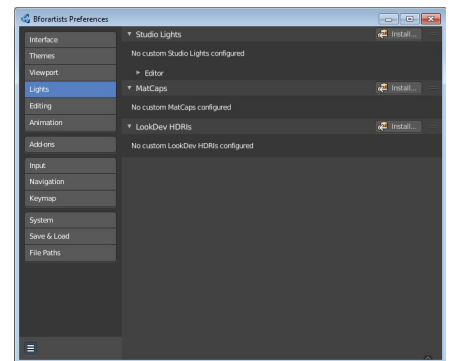 Bforartists Preferences
Interface
Themes
Viewport
Lights
Editing
Animation
Add-ons
Input
Navigation
Keymap
System
Save & Load
File Paths
Studio Lights
Install...
No custom Studio Lights configured
Editor
MatCaps
Install...
No custom MatCaps configured
LookDev HDRIs
Install...
No custom LookDev HDRIs configured